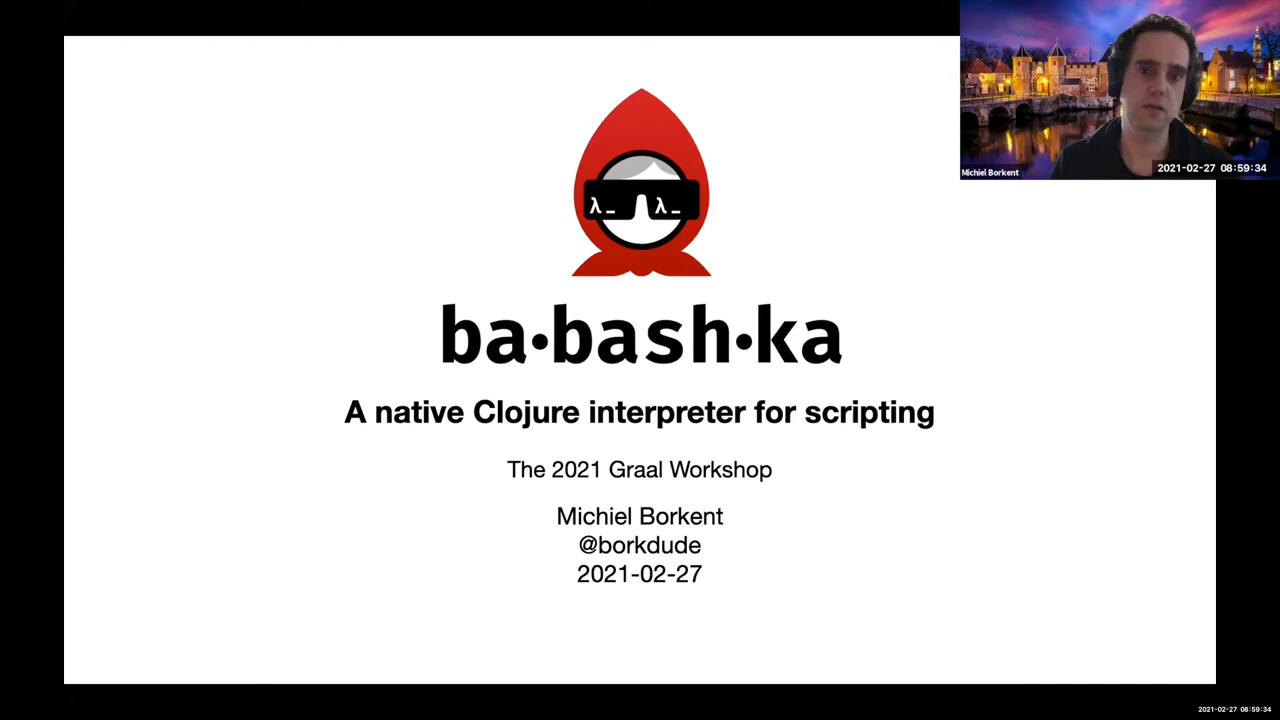 λ_ λ_
ba•bash•ka
A native Clojure interpreter for scripting
The 2021 Graal Workshop
Michiel Borkent
@borkdude
2021-02-27
Michiel Borkent
2021-02-27 08:59:34
2021-02-27 08:59:34